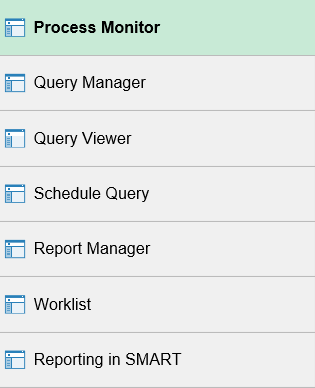 Process Monitor
Query Manager
Query Viewer
Schedule Query
Report Manager
Worklist
Reporting in SMART